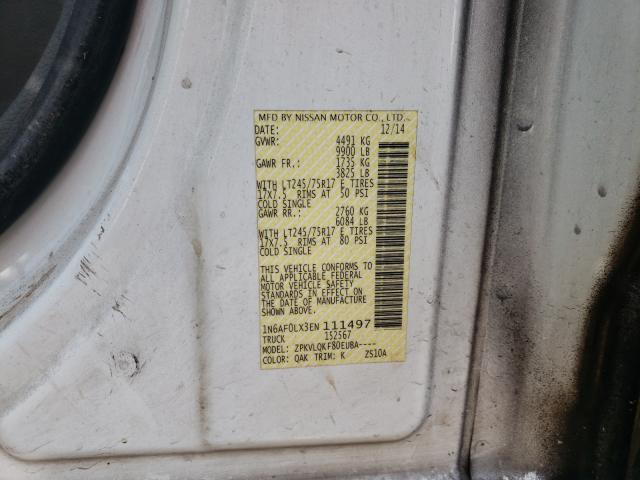 MFD BY NISSAN MOTOR CO., LTD.
DATE: 12/14
GVWR: 4491 KG
9900 LB
GAWR FR.: 1735 KG
3825 LB
WITH LT245/75R17 E TIRES
17X7.5 RIMS AT 50 PSI
COLD SINGLE
GAWR RR.: 2760 KG
6084 LB
WITH LT245/75R17 E TIRES
17X7.5 RIMS AT 80 PSI
COLD SINGLE
THIS VEHICLE CONFORMS TO
ALL APPLICABLE FEDERAL
MOTOR VEHICLE SAFETY
STANDARDS IN EFFECT ON
THE DATE OF MANUFACTURE
SHOWN ABOVE.
1N6AF0LX3EN 111497
TRUCK 152567
MODEL: ZPKVLQKF80EUBA----
COLOR: QAK TRIM: K ZS10A